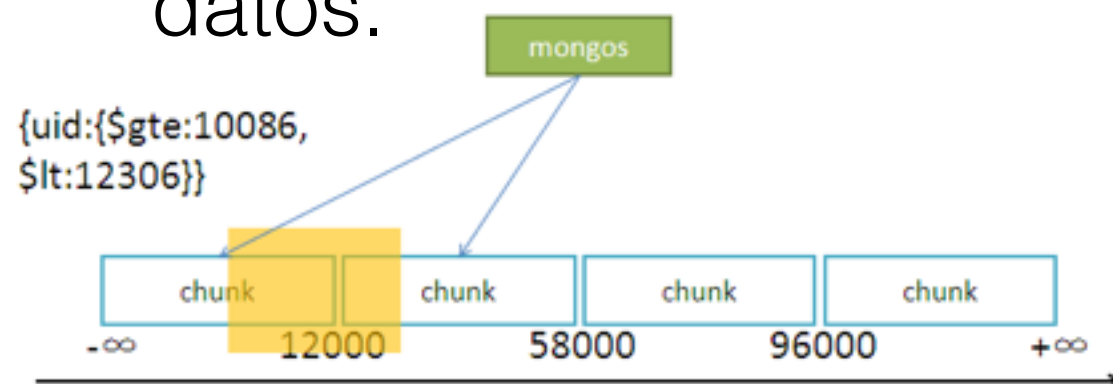 datos.
mongos
{uid:{$gte:10086,
$lt:12306}}
chunk chunk chunk chunk
-∞ 12000 58000 96000 +∞